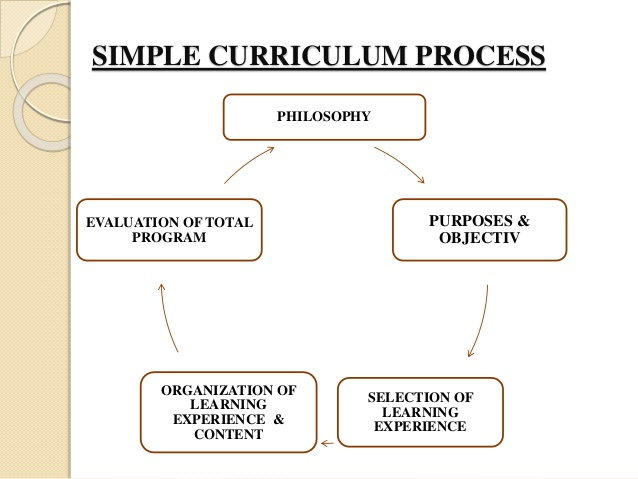 SIMPLE CURRICULUM PROCESS
PHILOSOPHY
PURPOSES &
OBJECTIV
SELECTION OF
LEARNING
EXPERIENCE
ORGANIZATION OF
LEARNING
EXPERIENCE &
CONTENT
EVALUATION OF TOTAL
PROGRAM